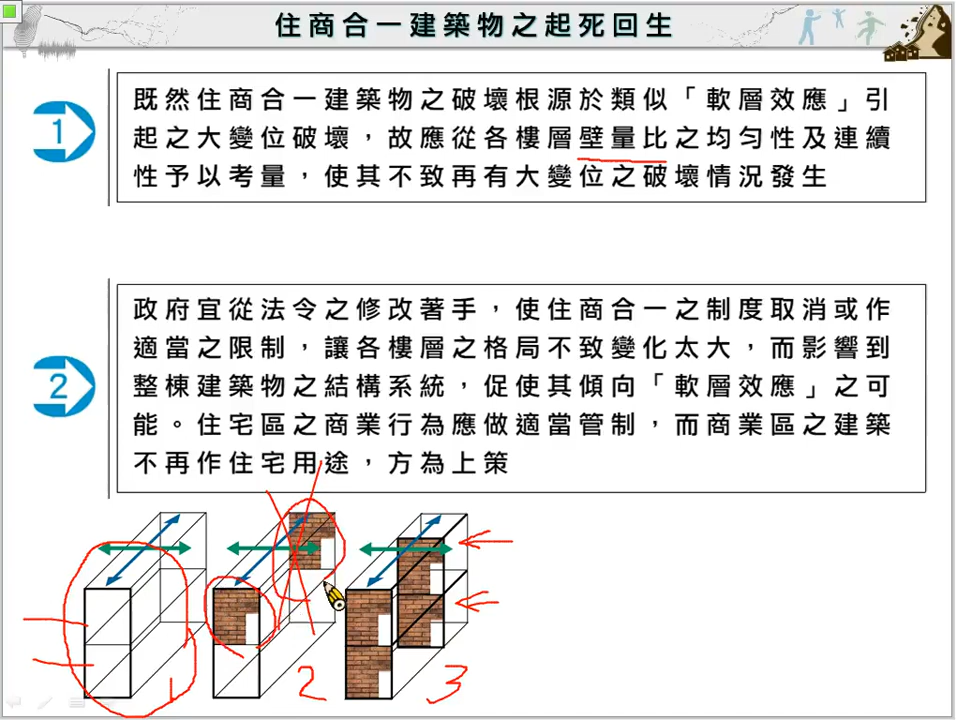 住商合一建築物之起死回生
1
既然住商合一建築物之破壞根源於類似「軟層效應」引
起之大變位破壞，故應從各樓層壁量比之均勻性及連續
性予以考量，使其不致再有大變位之破壞情況發生
2
政府宜從法令之修改著手，使住商合一之制度取消或作
適當之限制，讓各樓層之格局不致變化太大，而影響到
整棟建築物之結構系統，促使其傾向「軟層效應」之可
能。住宅區之商業行為應做適當管制，而商業區之建築
不再作住宅用途，方為上策
1
2
3